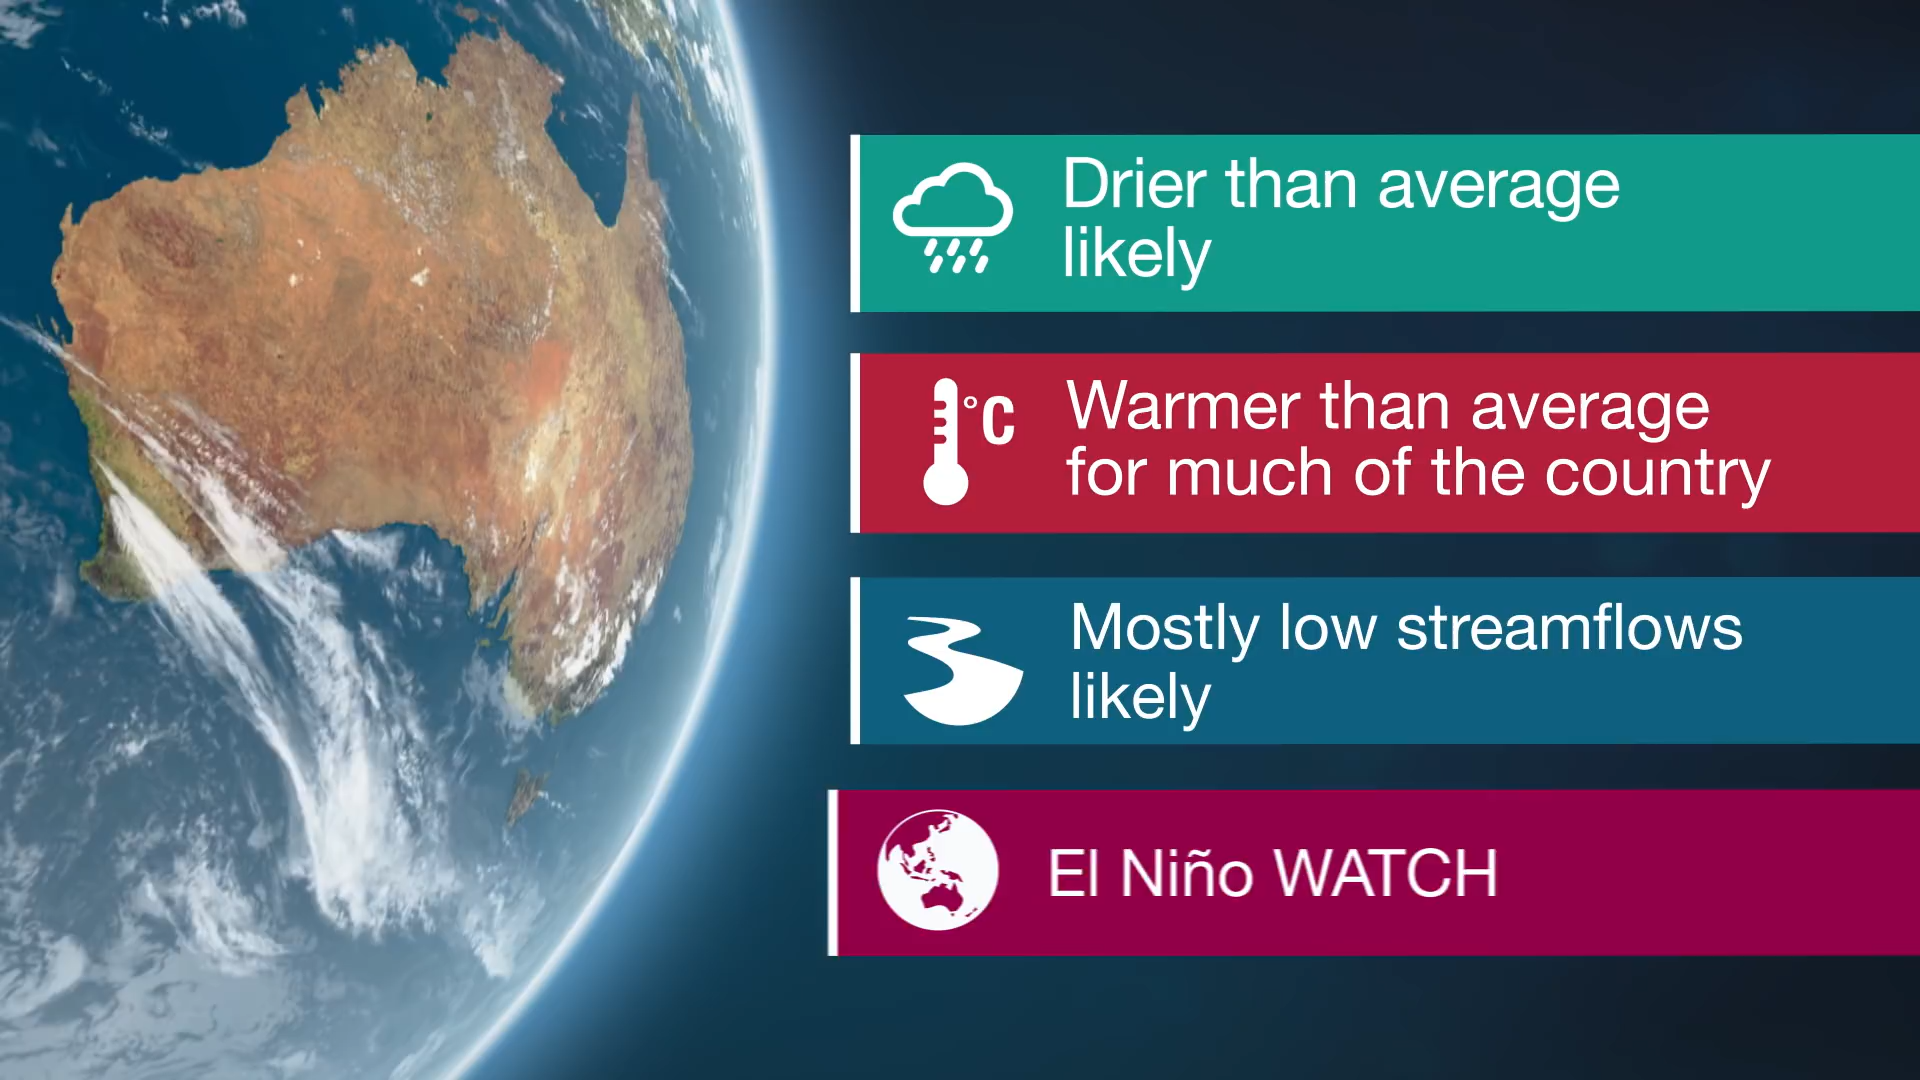 Drier than average
likely
°C
Warmer than average
for much of the country
Mostly low streamflows
likely
El Niño WATCH